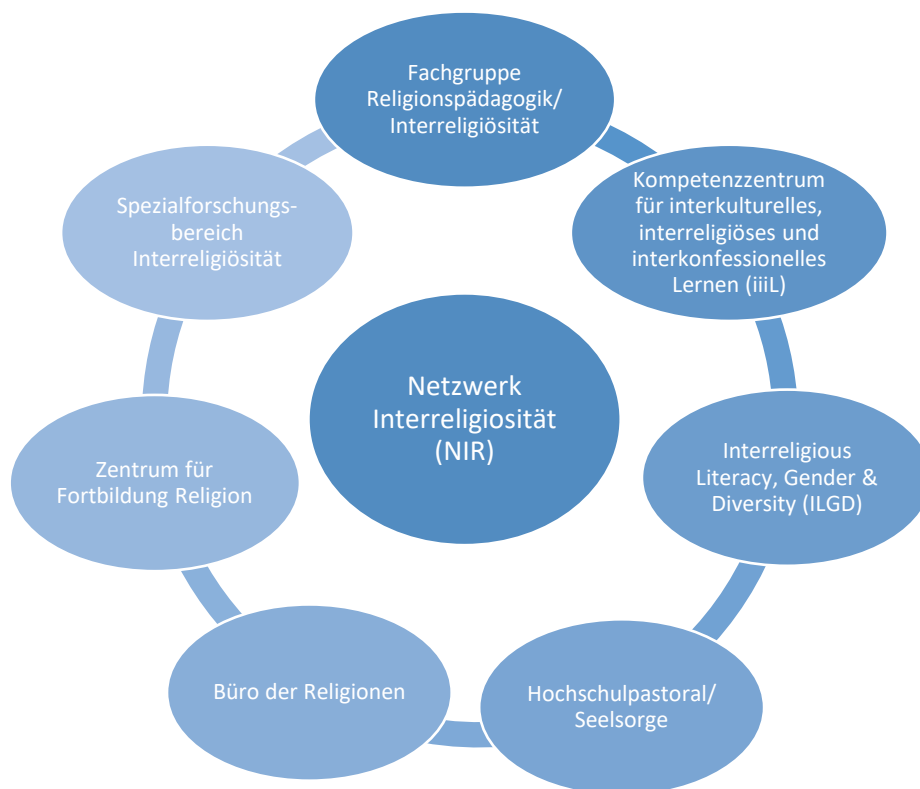 Fachgruppe
Religionspädagogik/
Interreligiösität
Kompetenzzentrum
für interkulturelles,
interreligiöses und
interkonfessionelles
Lernen (iiiL)
Interreligious
Literacy, Gender &
Diversity (ILGD)
Hochschulpastoral/
Seelsorge
Büro der Religionen
Zentrum für
Fortbildung Religion
Spezialforschungs-
bereich
Interreligiösität
Netzwerk
Interreligiosität
(NIR)